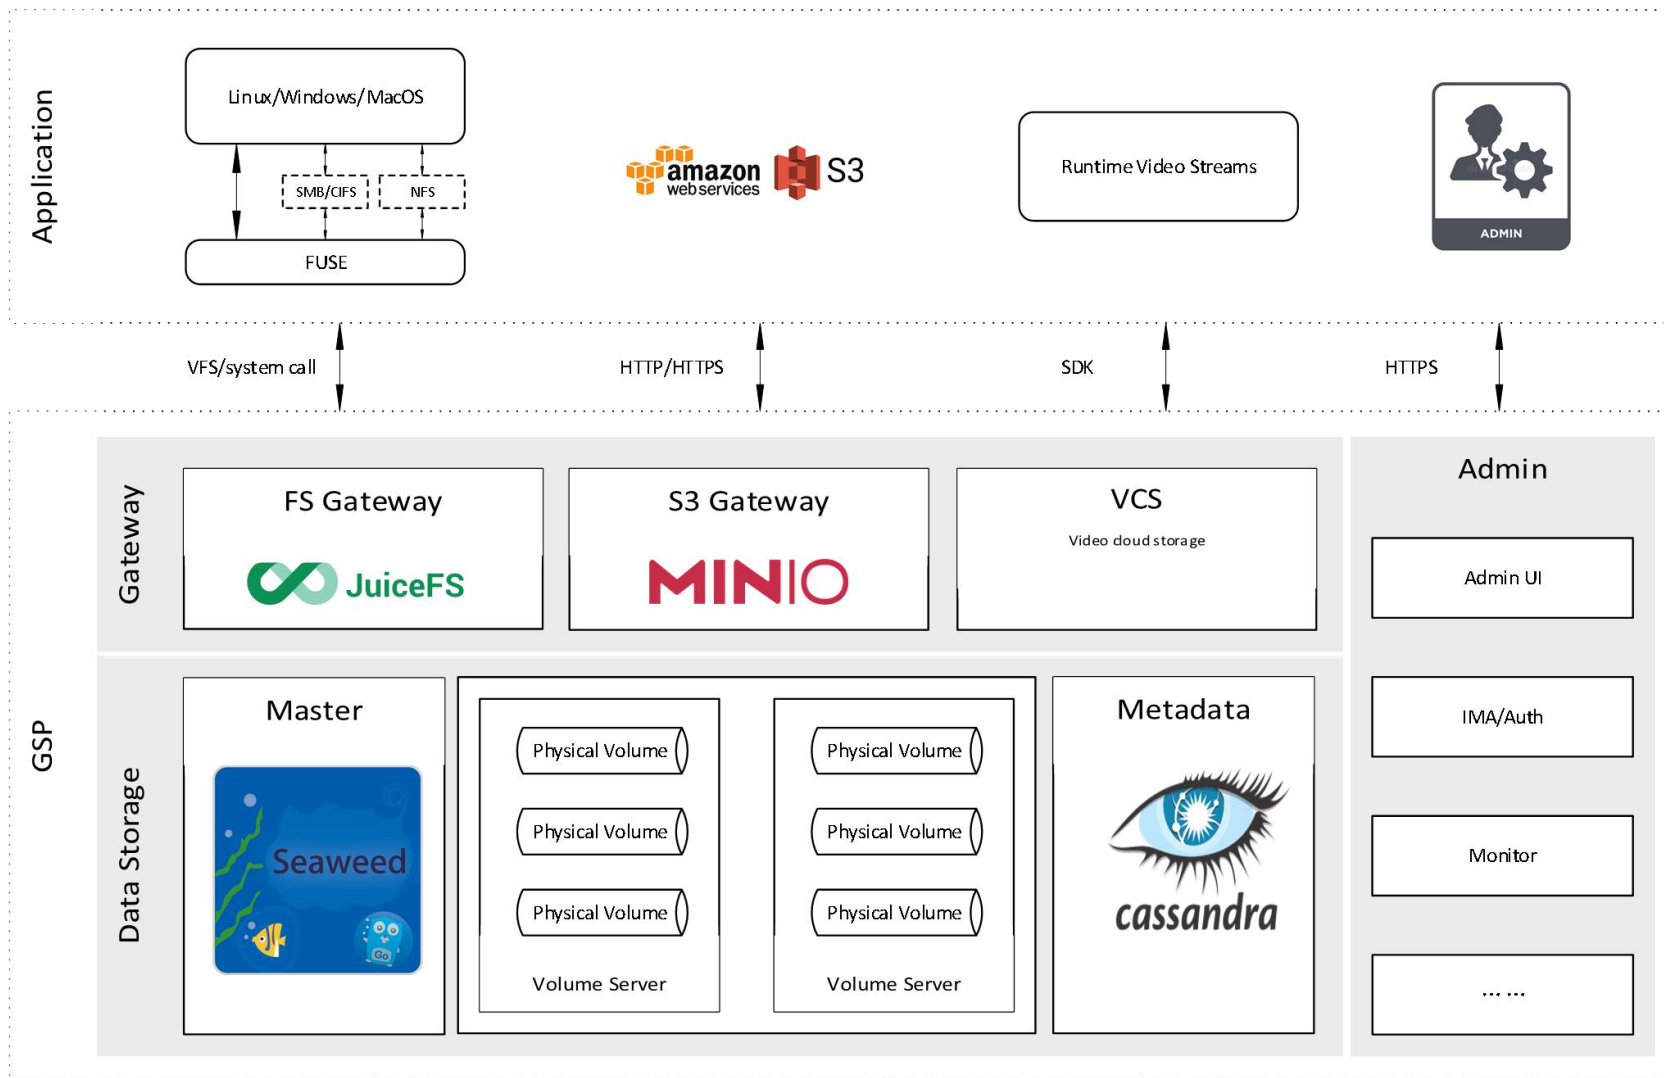 Application
Linux/Windows/MacOS
SMB/CIFS
NFS
FUSE
amazon
webservices
S3
Runtime Video Streams
ADMIN
VFS/system call
HTTP/HTTPS
SDK
HTTPS
GSP
Gateway
FS Gateway
JuiceFS
S3 Gateway
MINIO
VCS
Video cloud storage
Data Storage
Master
Seaweed
Go
Physical Volume
Physical Volume
Physical Volume
Volume Server
Physical Volume
Physical Volume
Physical Volume
Volume Server
Metadata
cassandra
Admin
Admin UI
IMA/Auth
Monitor
... ...